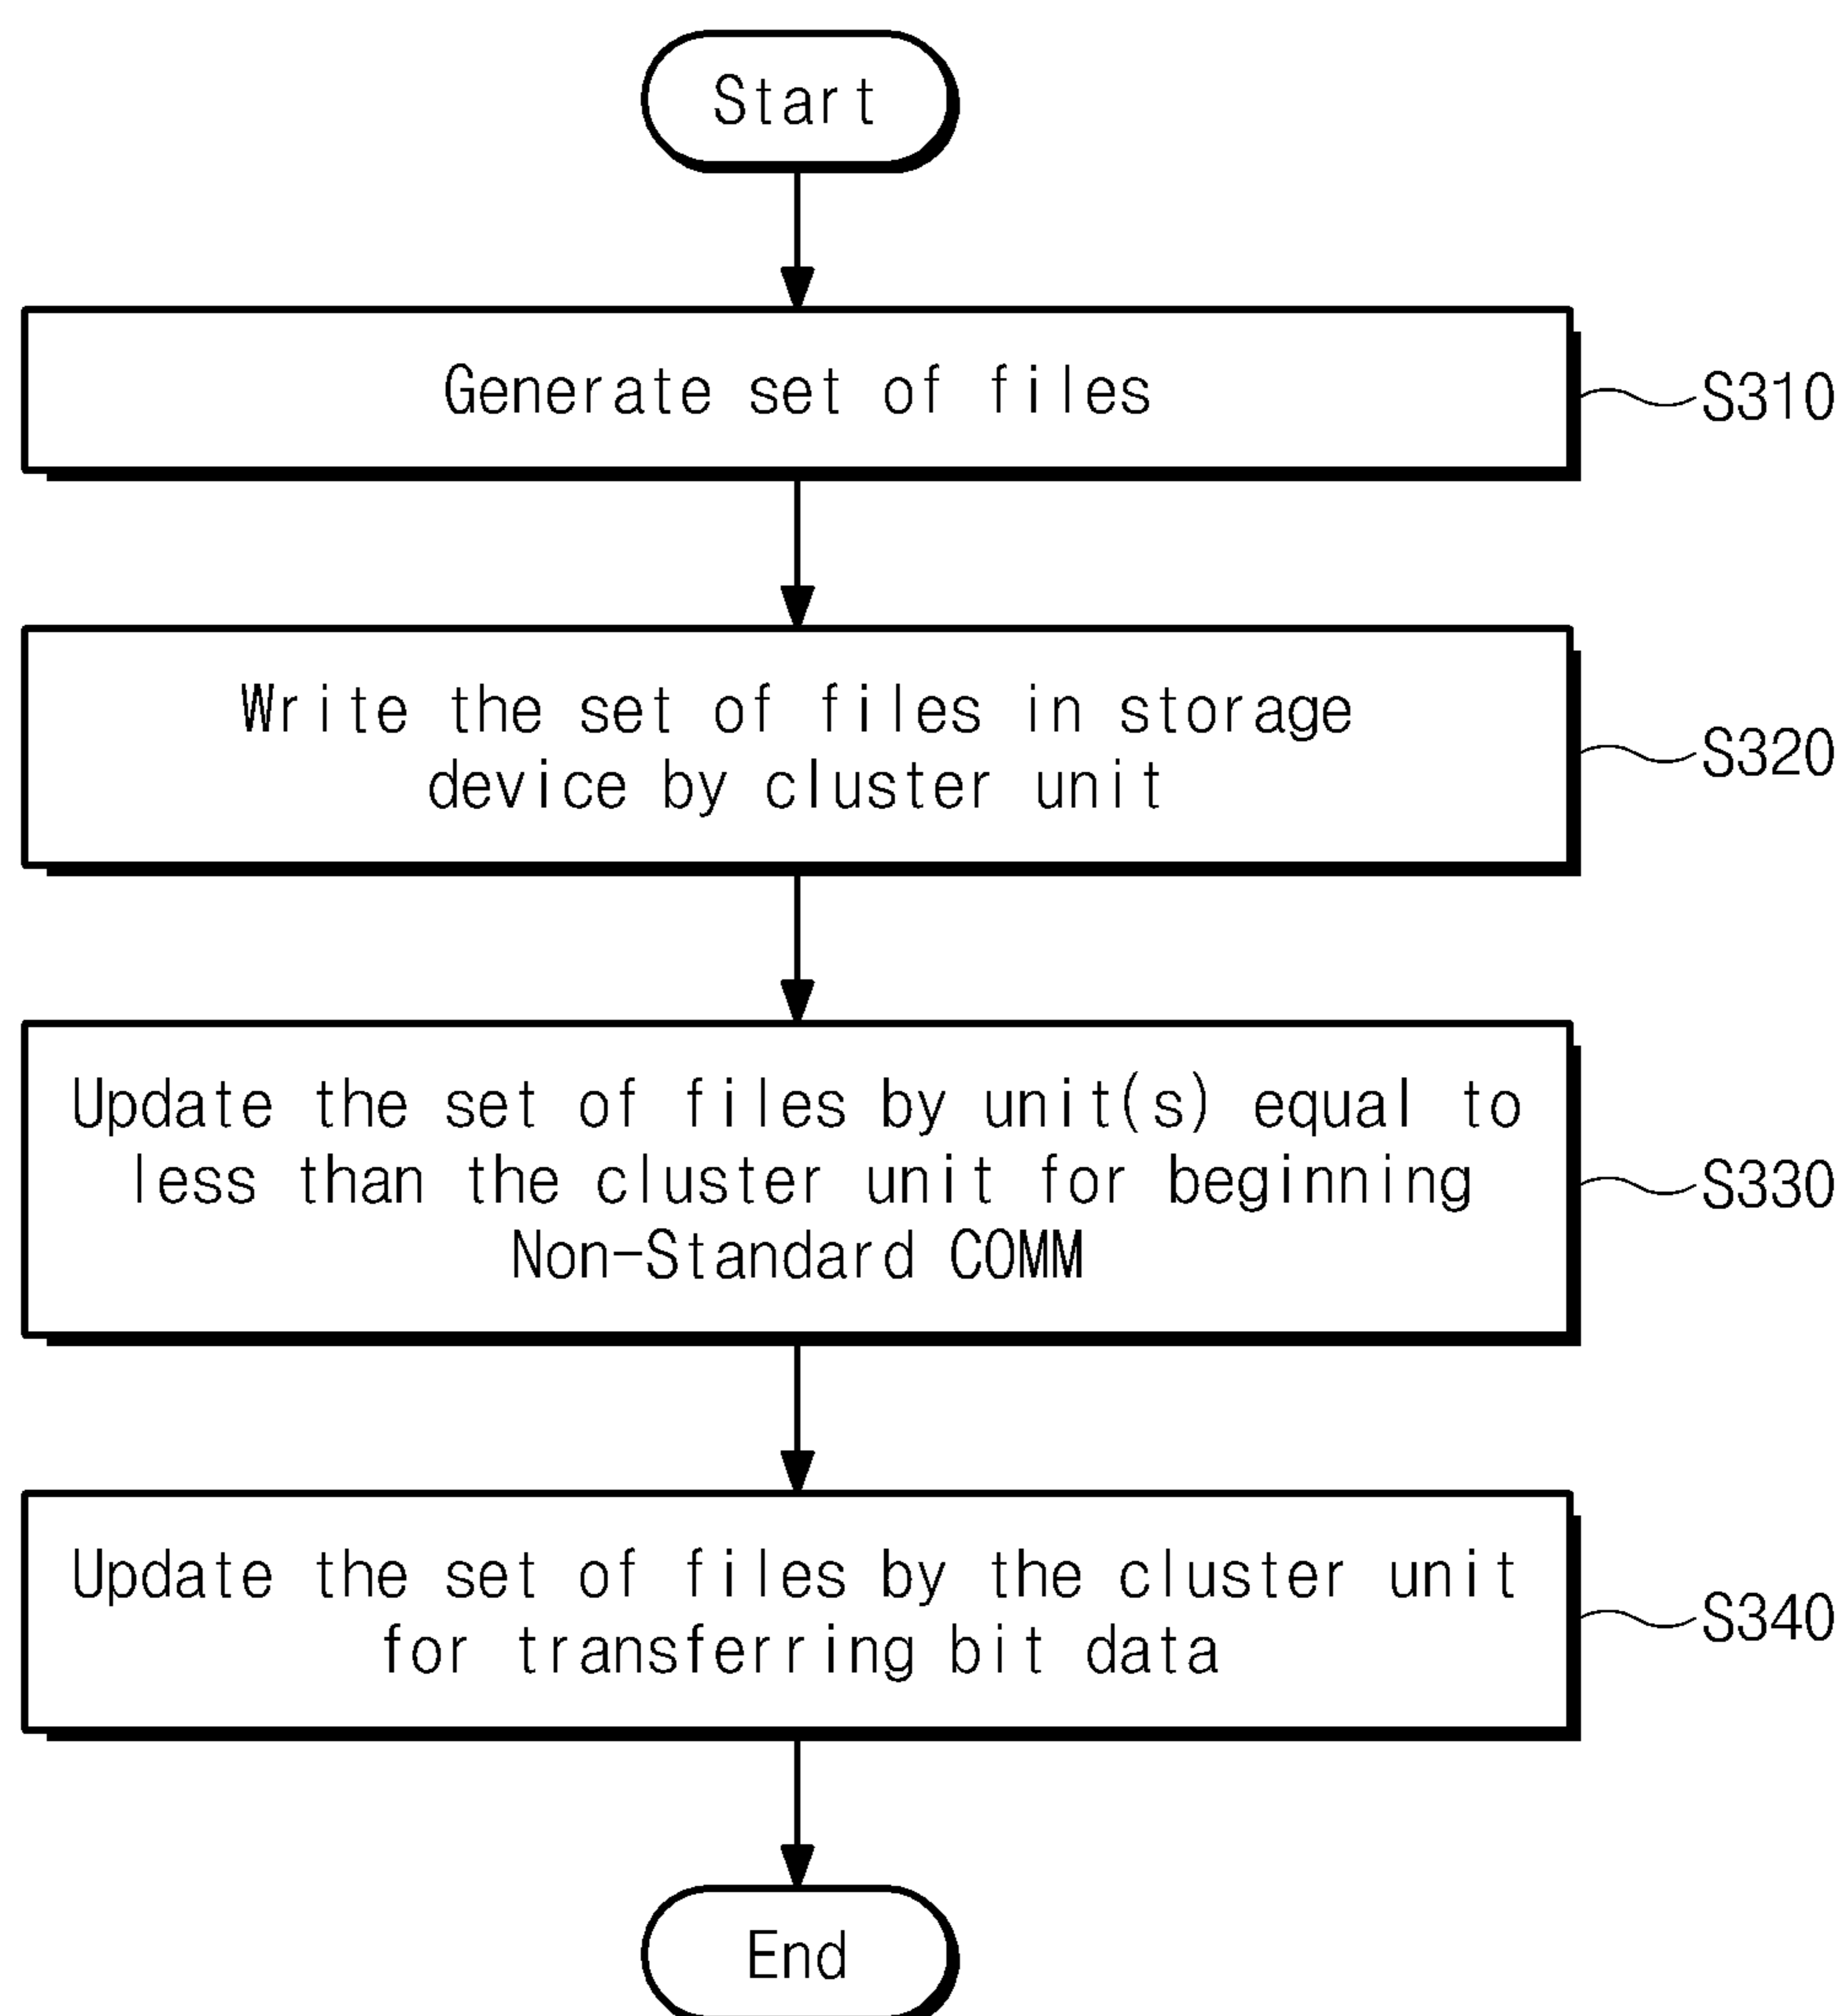 Start
Generate set of files
S310
Write the set of files in storage
device by cluster unit
S320
Update the set of files by unit(s) equal to
less than the cluster unit for beginning
Non-Standard COMM
S330
Update the set of files by the cluster unit
for transferring bit data
S340
End